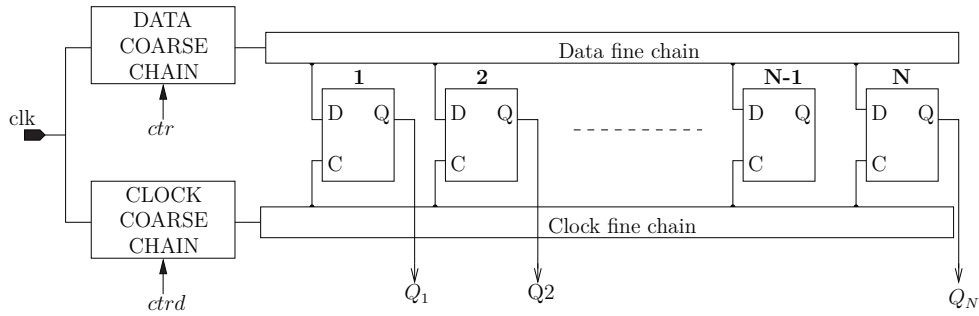 DATA
COARSE
CHAIN
Data fine chain
1
2
N-1
N
clk
ctr
D Q
D Q
D Q
D Q
C
C
C
C
CLOCK
COARSE
CHAIN
Clock fine chain
ctrd
Q1
Q2
QN